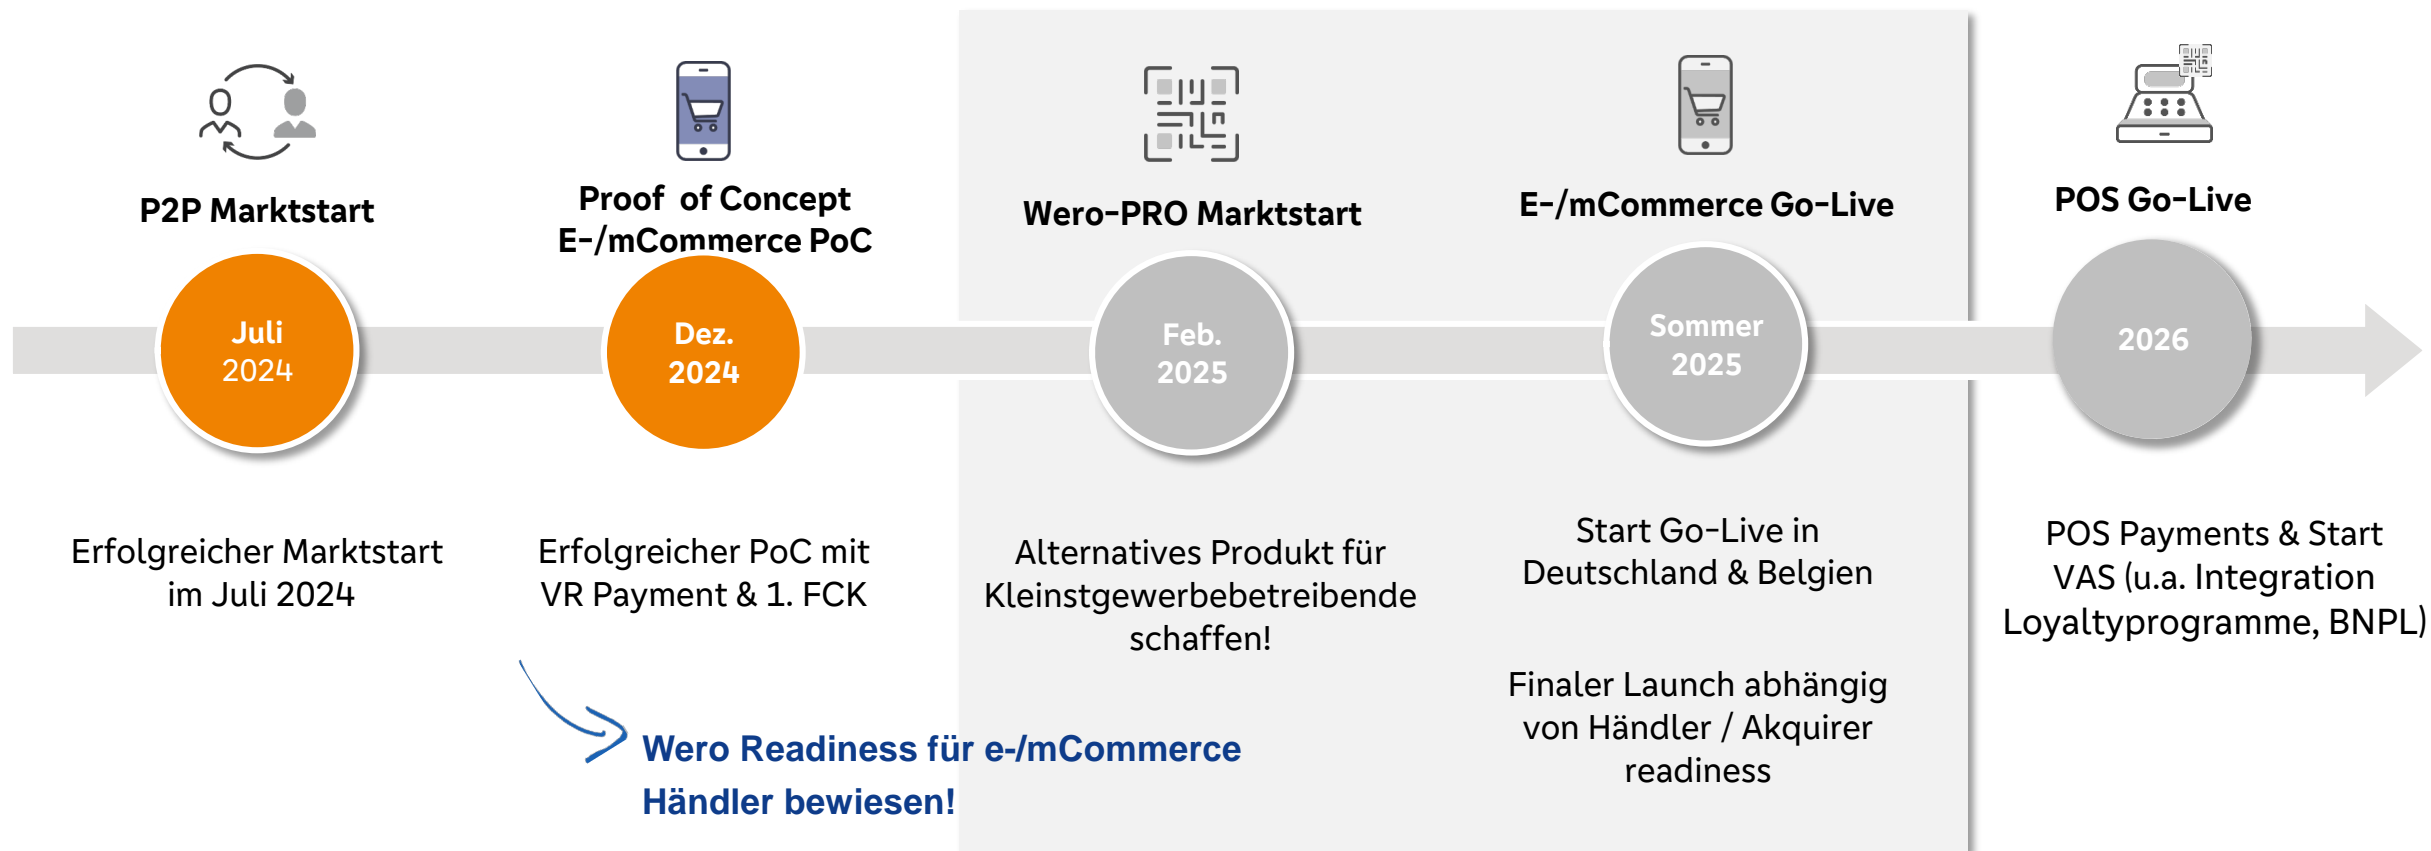 P2P Marktstart
Juli
2024
Erfolgreicher Marktstart
im Juli 2024
Proof of Concept
E-/mCommerce PoC
Dez.
2024
Erfolgreicher PoC mit
VR Payment & 1. FCK
Wero Readiness für e-/mCommerce
Händler bewiesen!
Wero-PRO Marktstart
Feb.
2025
Alternatives Produkt für
Kleinstgewerbebetreibende
schaffen!
E-/mCommerce Go-Live
Sommer
2025
Start Go-Live in
Deutschland & Belgien
Finaler Launch abhängig
von Händler / Akquirer
readiness
POS Go-Live
2026
POS Payments & Start
VAS (u.a. Integration
Loyaltyprogramme, BNPL)